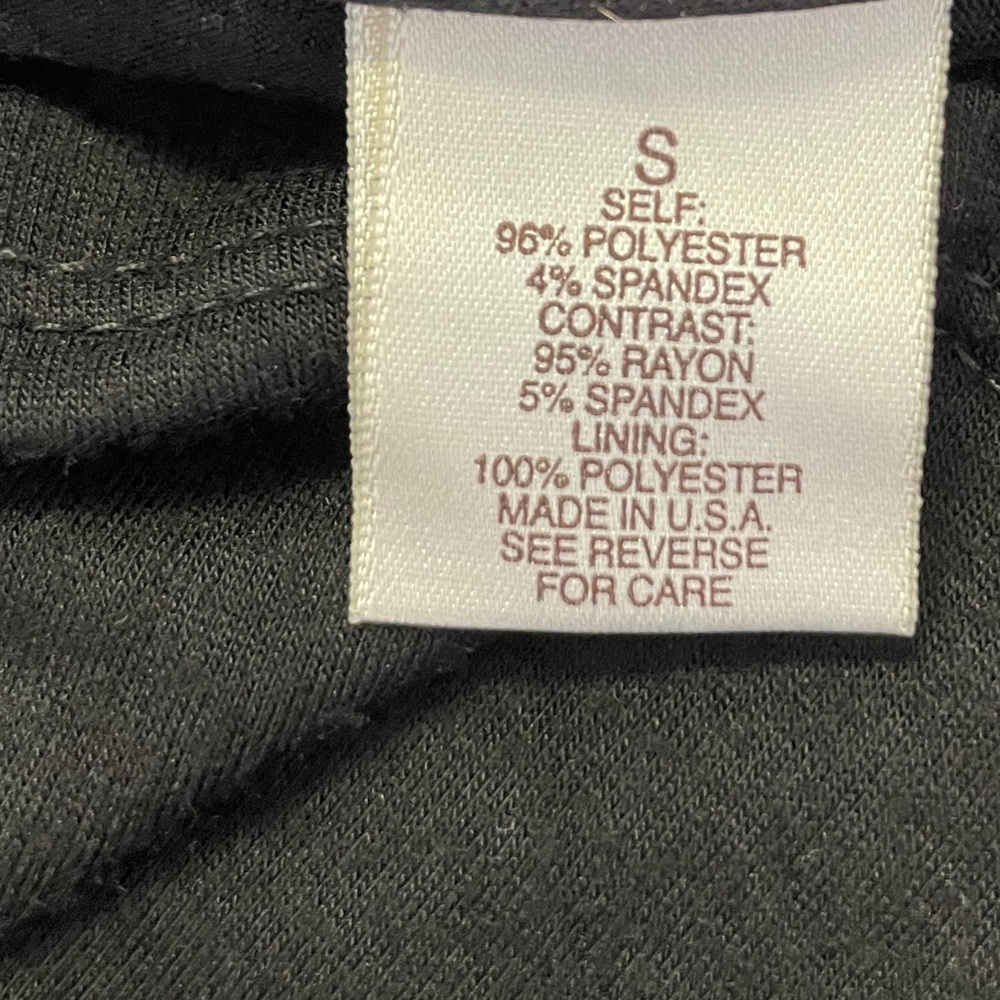 S
SELF:
96% POLYESTER
4% SPANDEX
CONTRAST:
95% RAYON
5% SPANDEX
LINING:
100% POLYESTER
MADE IN U.S.A.
SEE REVERSE
FOR CARE